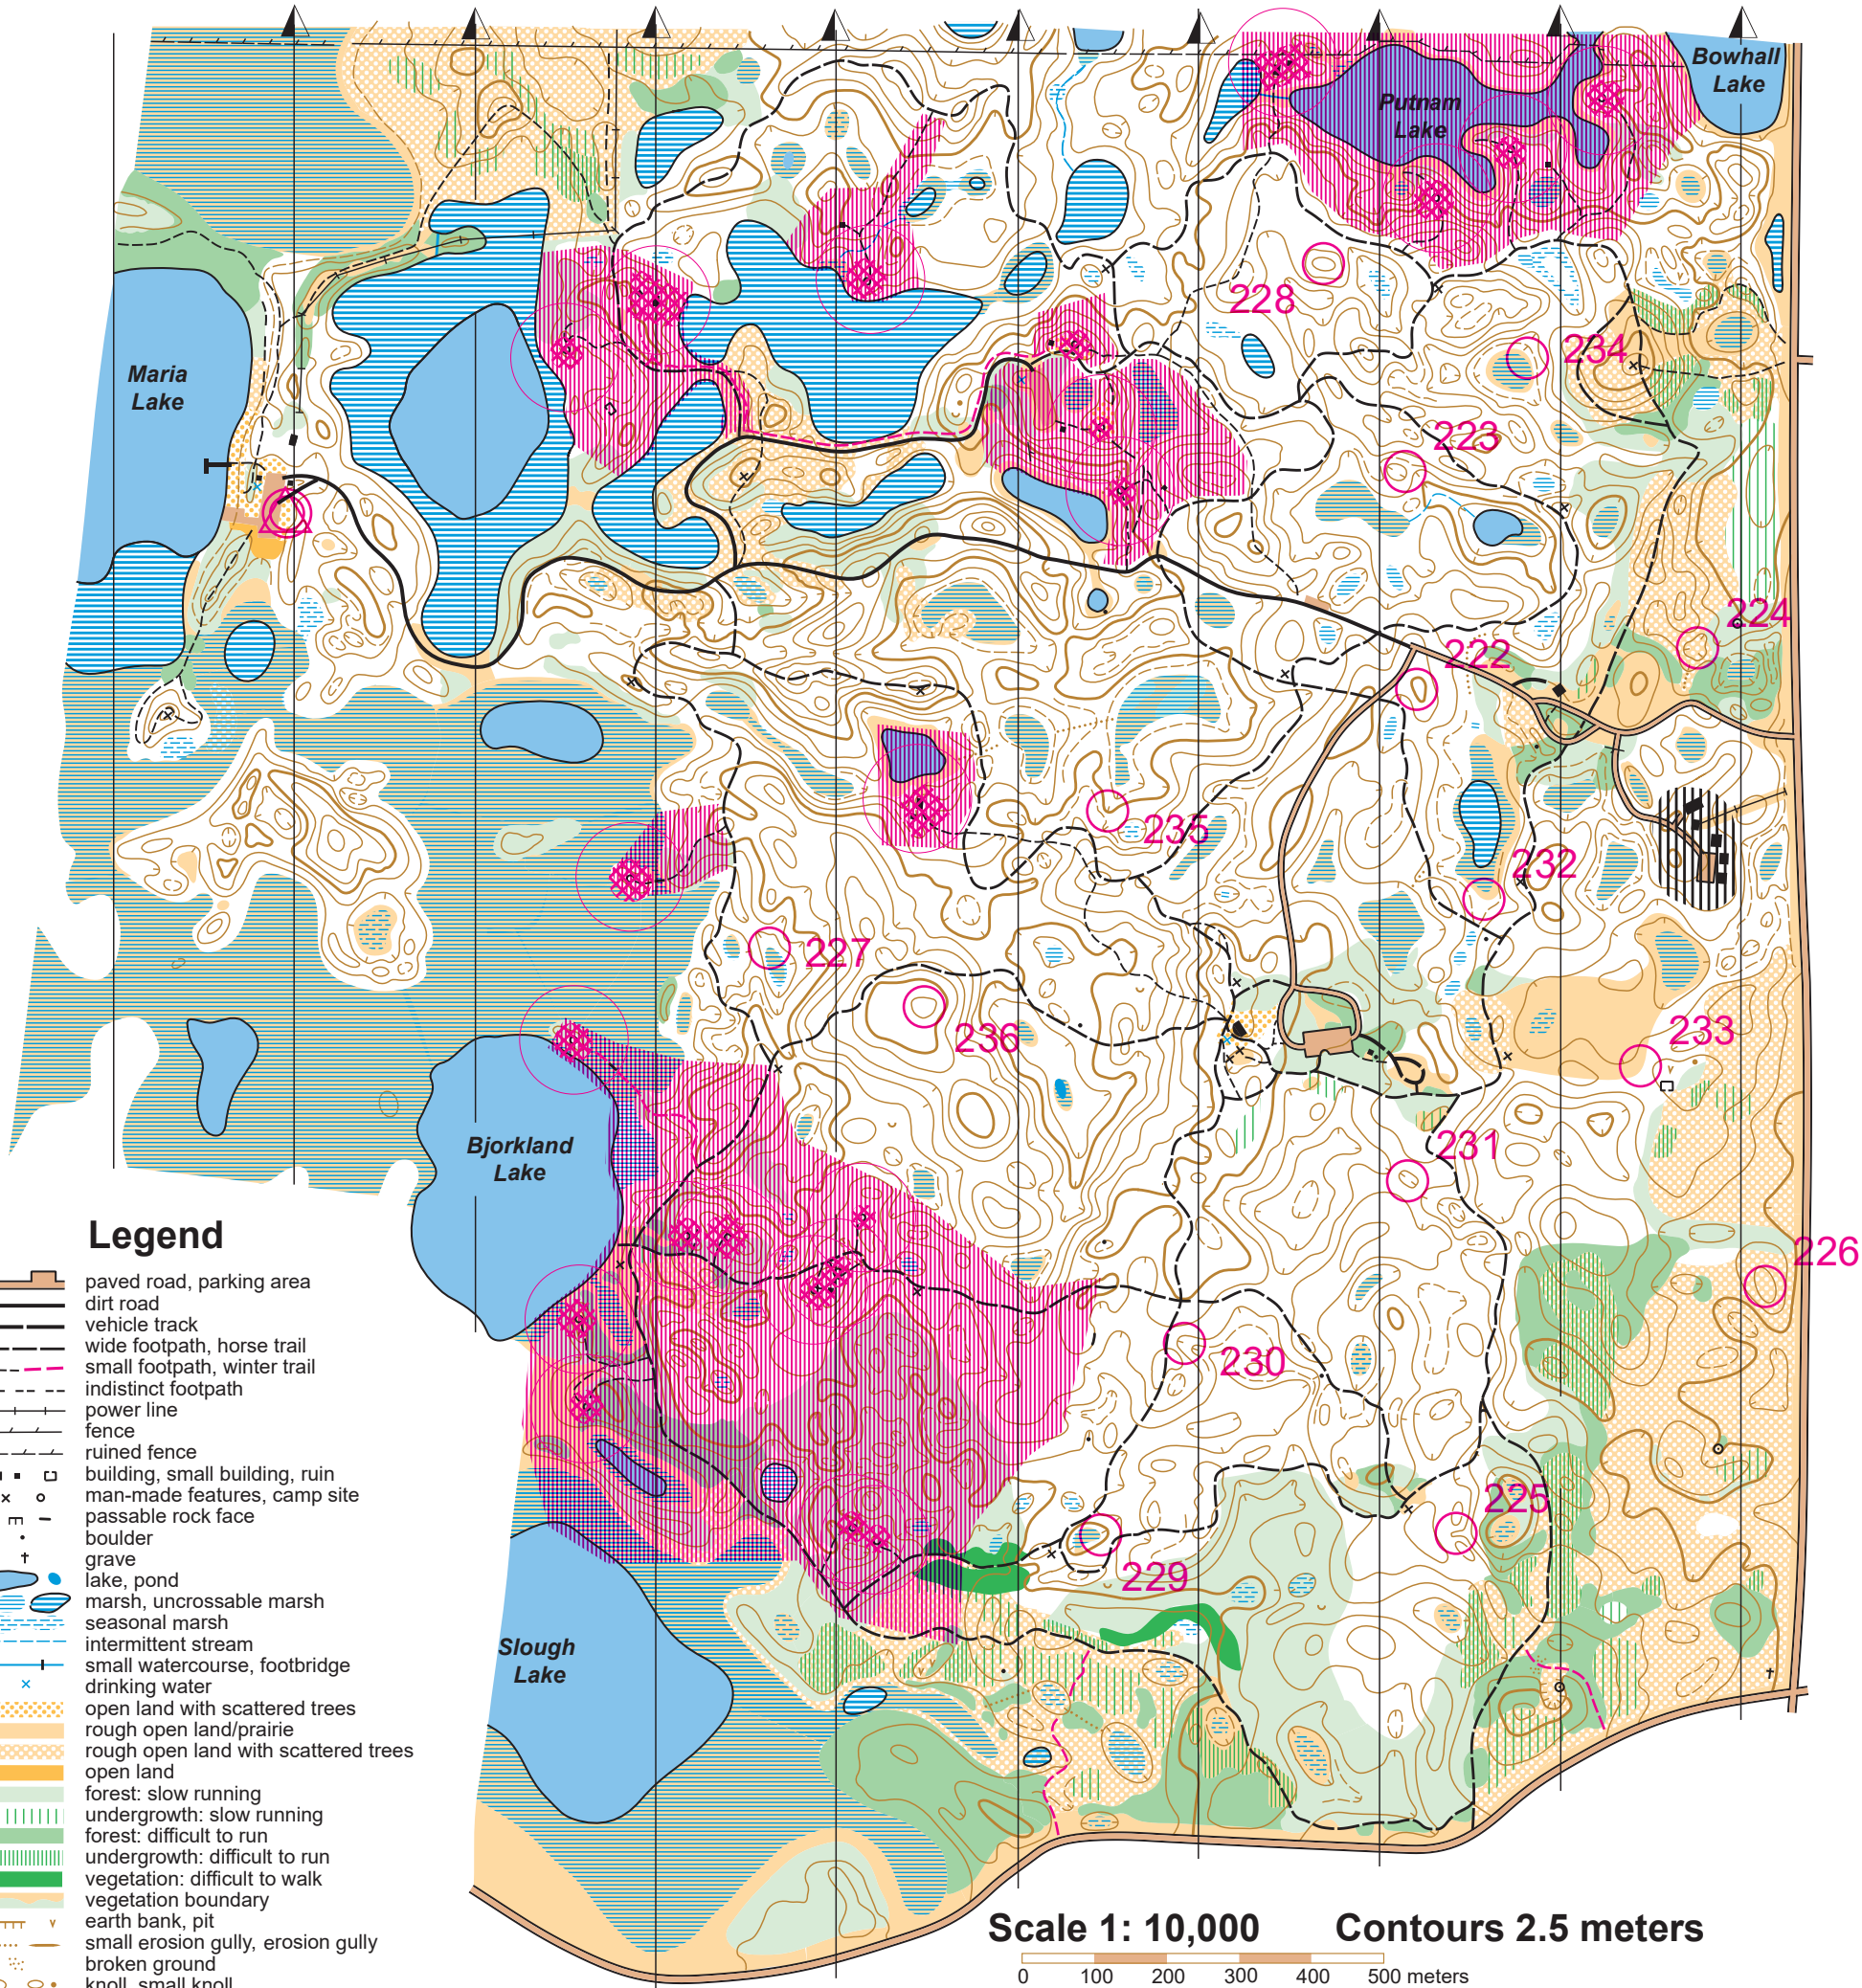 Bowhall
Lake
Putnam
Lake
228
234
Maria
Lake
223
224
222
235
232
227
236
233
231
Bjorkland
Lake
226
230
225
229
Slough
Lake
Legend
paved road, parking area
dirt road
vehicle track
wide footpath, horse trail
small footpath, winter trail
indistinct footpath
power line
fence
ruined fence
building, small building, ruin
man-made features, camp site
passable rock face
boulder
grave
lake, pond
marsh, uncrossable marsh
seasonal marsh
intermittent stream
small watercourse, footbridge
drinking water
open land with scattered trees
rough open land/prairie
rough open land with scattered trees
open land
forest: slow running
undergrowth: slow running
forest: difficult to run
undergrowth: difficult to run
vegetation: difficult to walk
vegetation boundary
earth bank, pit
small erosion gully, erosion gully
broken ground
knoll, small knoll
Scale 1: 10,000 Contours 2.5 meters
0 100 200 300 400 500 meters